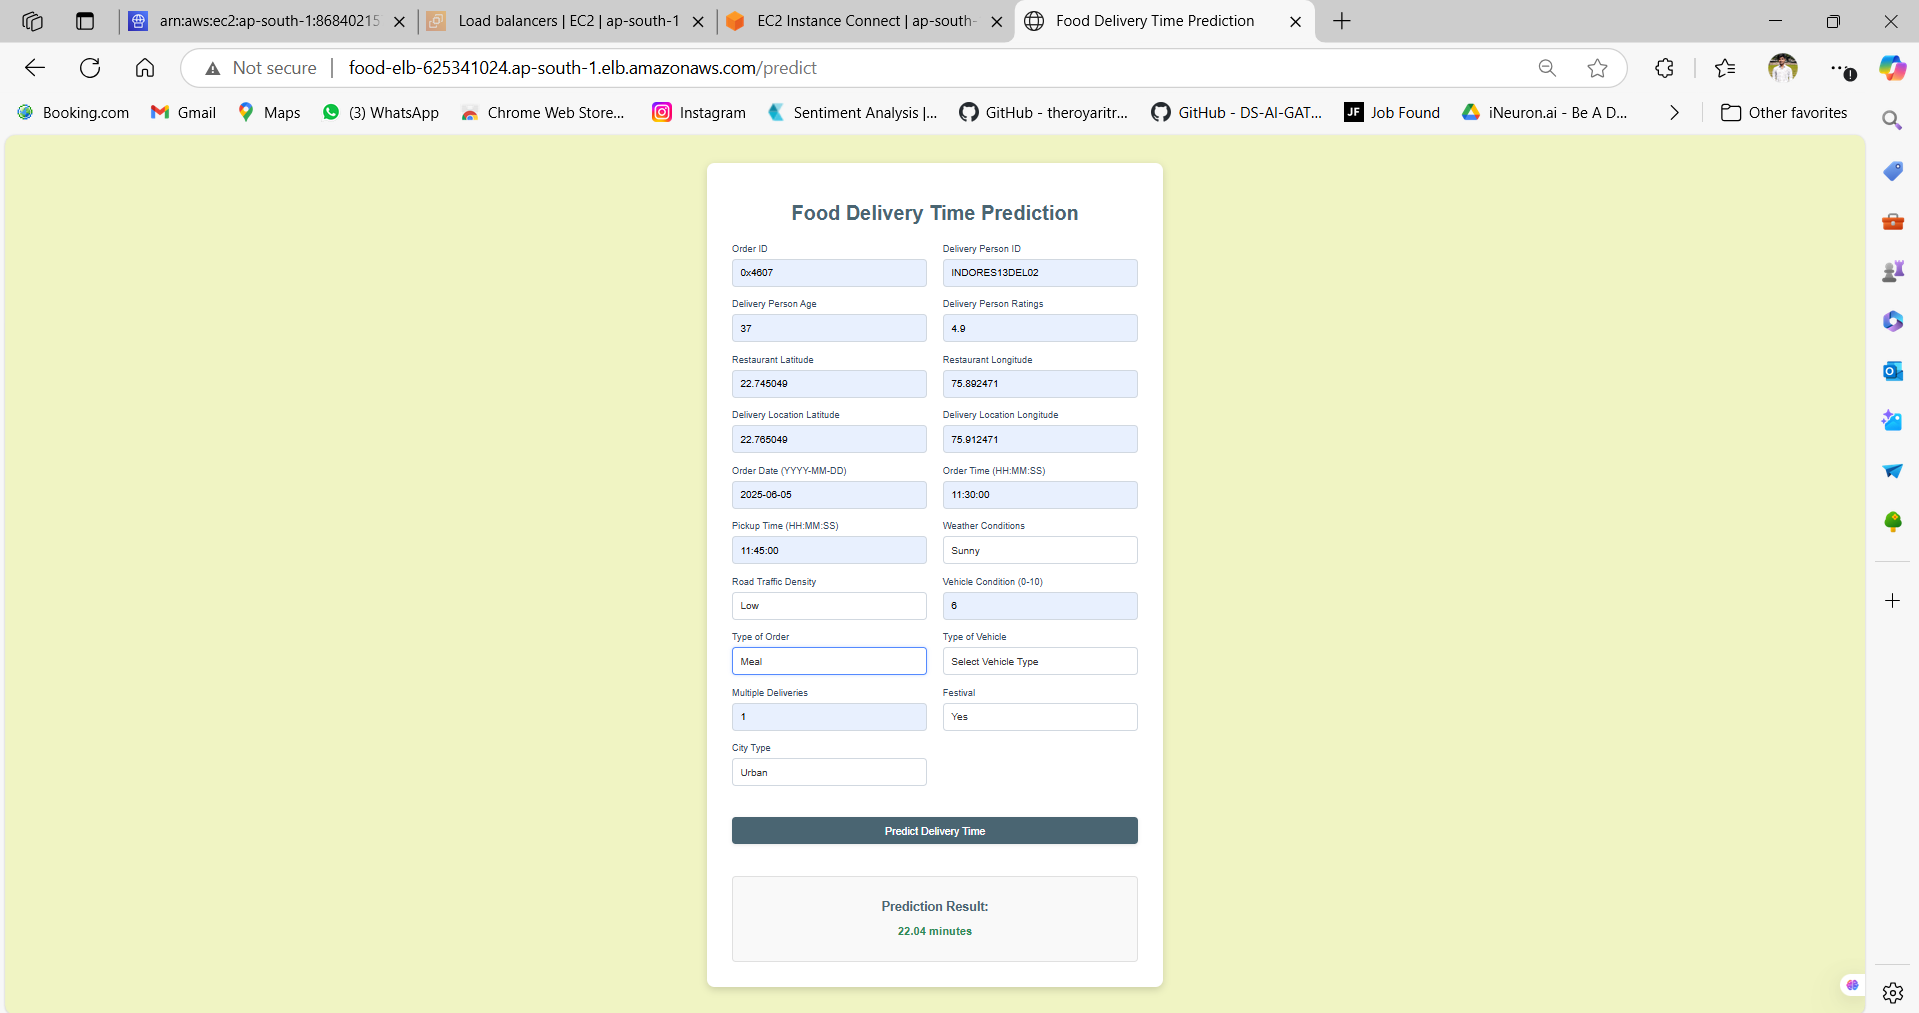 arn:aws:ec2:ap-south-1:86840215
Load balancers | EC2 | ap-south-1
EC2 Instance Connect | ap-south-
Food Delivery Time Prediction
Not secure
food-elb-625341024.ap-south-1.elb.amazonaws.com/predict
Booking.com
Gmail
Maps
(3) WhatsApp
Chrome Web Store...
Instagram
Sentiment Analysis |...
GitHub - theroyaritr...
GitHub - DS-AI-GAT...
JF Job Found
iNeuron.ai - Be A D...
Other favorites
Food Delivery Time Prediction
Order ID
Delivery Person ID
0x4607
INDORES13DEL02
Delivery Person Age
Delivery Person Ratings
37
4.9
Restaurant Latitude
Restaurant Longitude
22.745049
75.892471
Delivery Location Latitude
Delivery Location Longitude
22.765049
75.912471
Order Date (YYYY-MM-DD)
Order Time (HH:MM:SS)
2025-06-05
11:30:00
Pickup Time (HH:MM:SS)
Weather Conditions
11:45:00
Sunny
Road Traffic Density
Vehicle Condition (0-10)
Low
6
Type of Order
Type of Vehicle
Meal
Select Vehicle Type
Multiple Deliveries
Festival
1
Yes
City Type
Urban
Predict Delivery Time
Prediction Result:
22.04 minutes